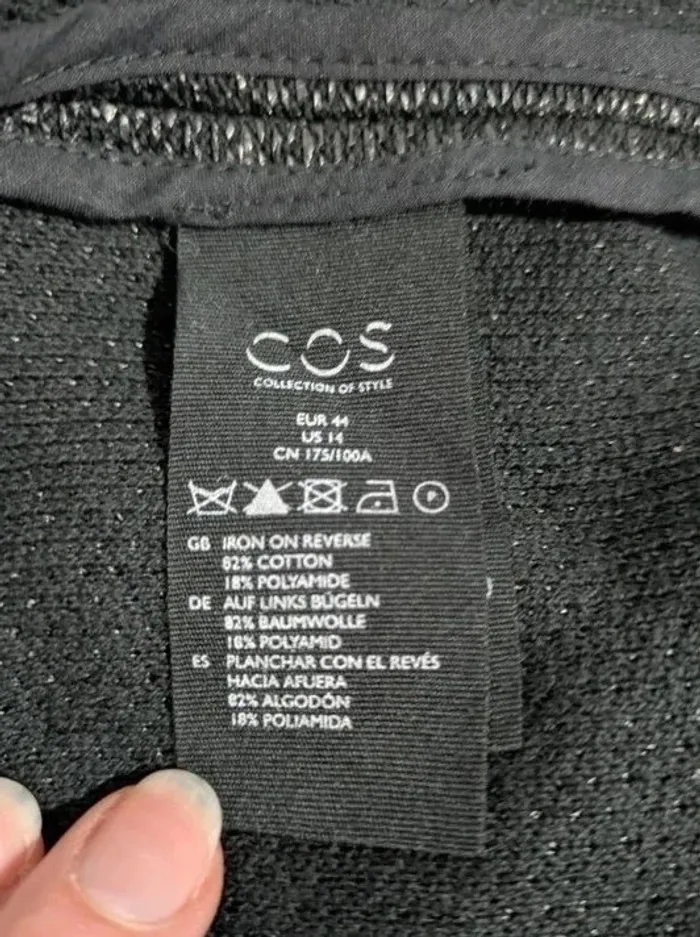 COS
COLLECTION OF STYLE
EUR 44
US 14
CN 175/100A
P
GB IRON ON REVERSE
82% COTTON
18% POLYAMIDE
DE AUF LINKS BÜGELN
82% BAUMWOLLE
18% POLYAMID
ES PLANCHAR CON EL REVÉS
HACIA AFUERA
82% ALGODÓN
18% POLIAMIDA